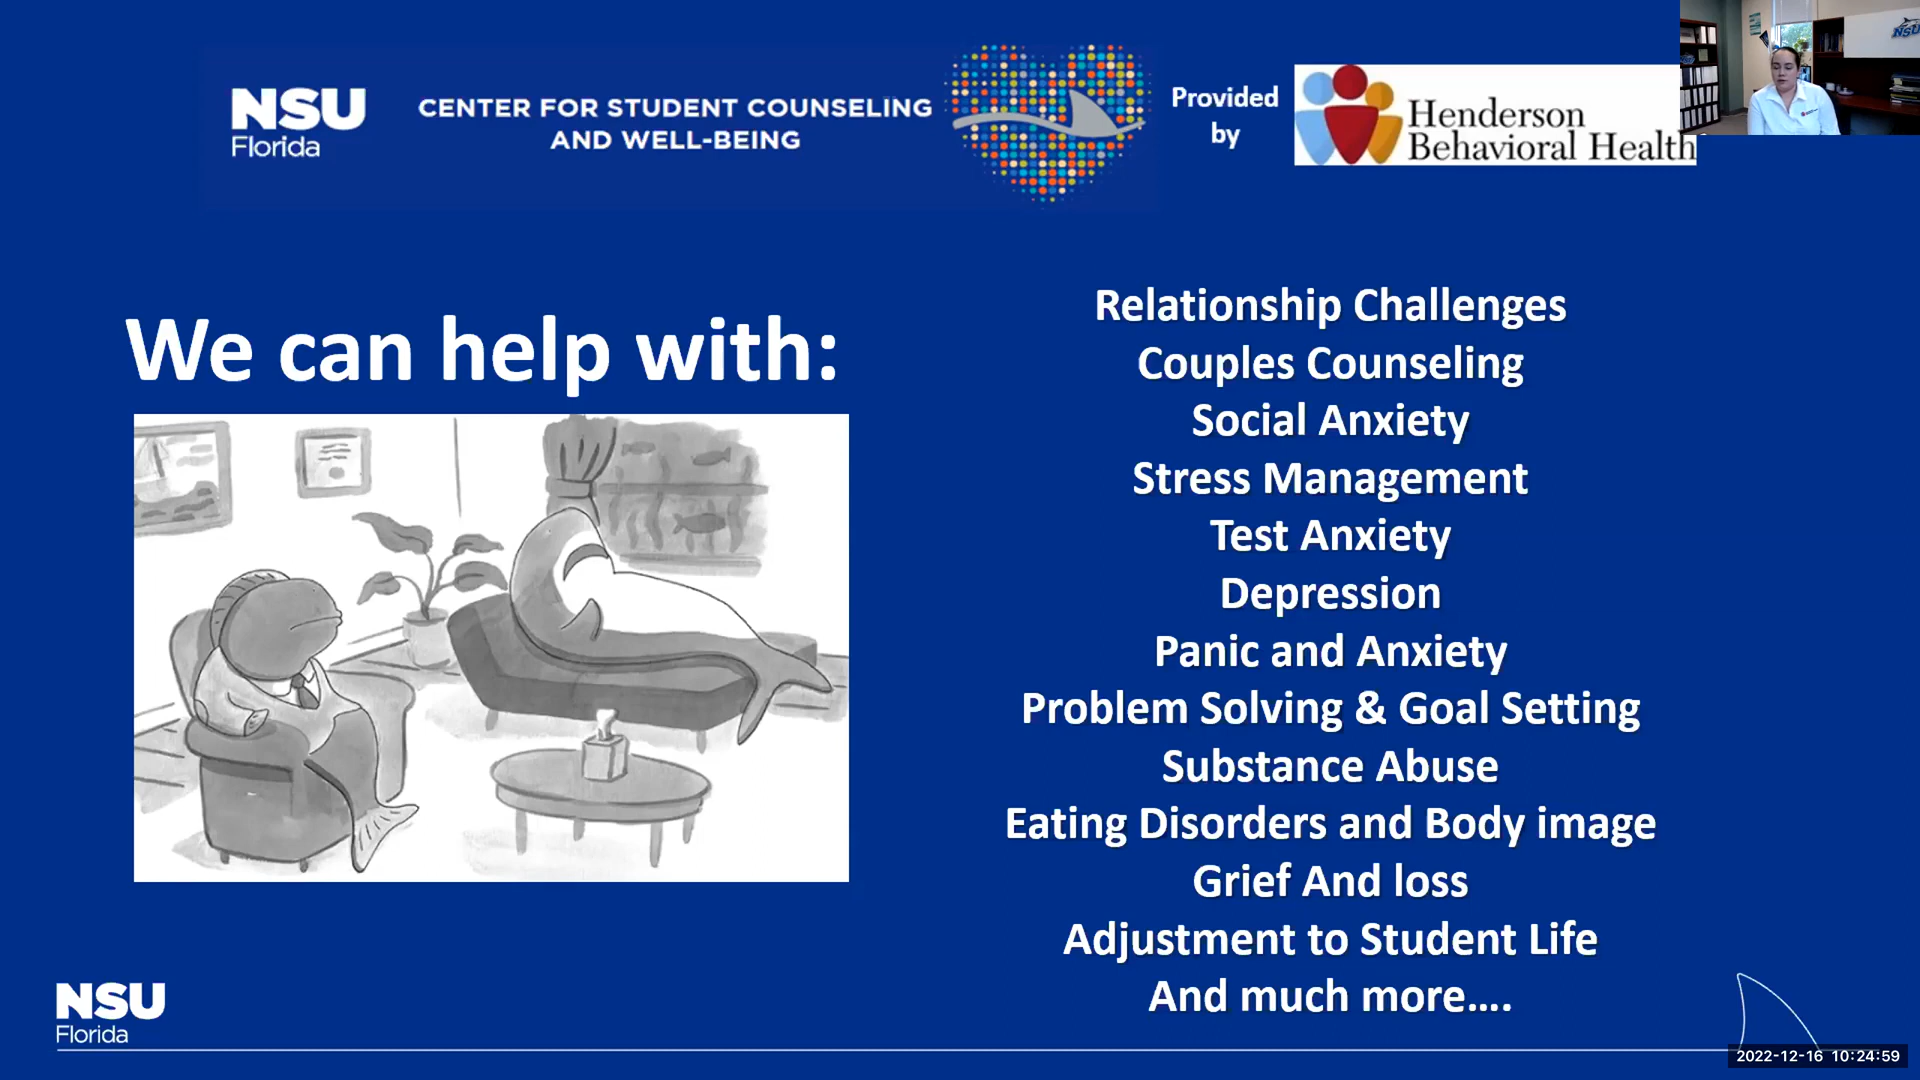 NSU
Florida
CENTER FOR STUDENT COUNSELING
AND WELL-BEING
Provided
by
Henderson
Behavioral Health
NSU
We can help with:
Relationship Challenges
Couples Counseling
Social Anxiety
Stress Management
Test Anxiety
Depression
Panic and Anxiety
Problem Solving & Goal Setting
Substance Abuse
Eating Disorders and Body image
Grief And loss
Adjustment to Student Life
And much more....
NSU
Florida
2022-12-16 10:24:59